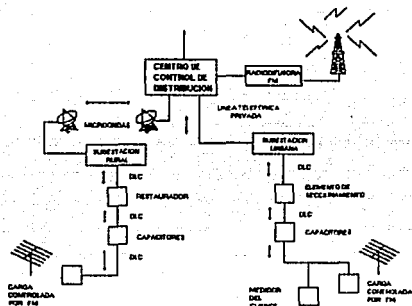 CENTRO DE
CONTROL DE
DISTRIBUCION
RADIODIFUSORA
FM
LINEA TELEFONICA
PRIVADA
MICROONDAS
SUBESTACION
RURAL
SUBESTACION
URBANA
DLC
DLC
RESTAURADOR
ELEMENTO DE
SECCIONAMIENTO
DLC
DLC
CAPACITORES
CAPACITORES
DLC
DLC
CARGA
CONTROLADA
POR FM
MEDIDOR
DEL
CARGA
CONTROLADA
POR FM